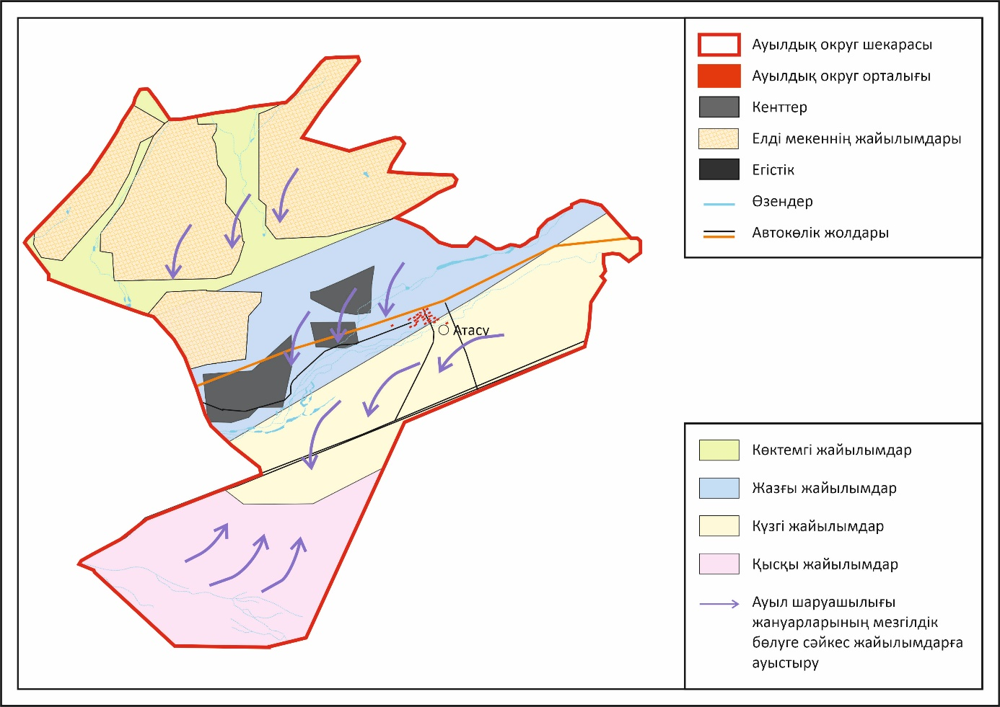 Ауылдық округ шекарасы
Ауылдық округ орталығы
Кенттер
Елді мекеннің жайылымдары
Егістік
Өзендер
Автокөлік жолдары
Атасу
Көктемгі жайылымдар
Жазғы жайылымдар
Күзгі жайылымдар
Қысқы жайылымдар
Ауыл шаруашылығы
жануарларының мезгілдік
бөлуге сәйкес жайылымдарға
ауыстыру